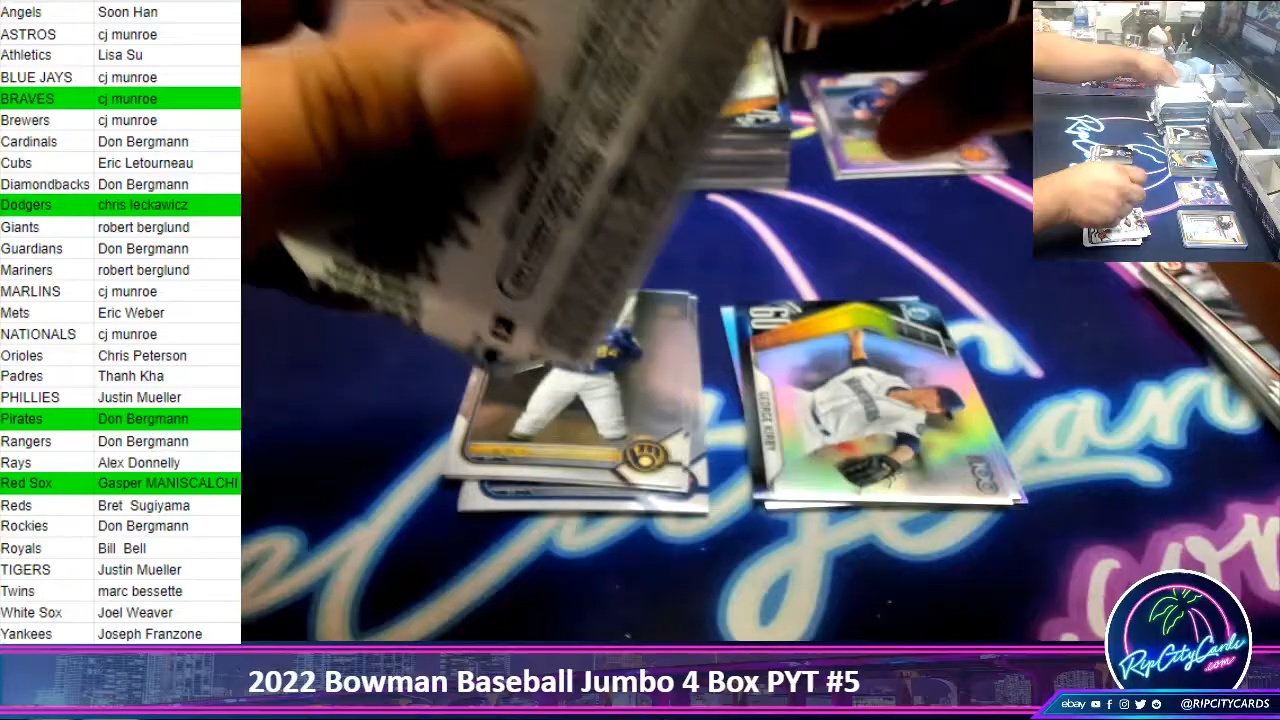 Angels Soon Han
ASTROS cj munroe
Athletics Lisa Su
BLUE JAYS cj munroe
BRAVES cj munroe
Brewers cj munroe
Cardinals Don Bergmann
Cubs Eric Letourneau
Diamondbacks Don Bergmann
Dodgers chris leckawicz
Giants robert berglund
Guardians Don Bergmann
Mariners robert berglund
MARLINS cj munroe
Mets Eric Weber
NATIONALS cj munroe
Orioles Chris Peterson
Padres Thanh Kha
PHILLIES Justin Mueller
Pirates Don Bergmann
Rangers Don Bergmann
Rays Alex Donnelly
Red Sox Gasper MANISCALCHI
Reds Bret Sugiyama
Rockies Don Bergmann
Royals Bill Bell
TIGERS Justin Mueller
Twins marc bessette
White Sox Joel Weaver
Yankees Joseph Franzone
60
GEORGE KIRBY
2022 Bowman Baseball Jumbo 4 Box PYT #5
RipCityCards
.com
ebay @RIPCITYCARDS